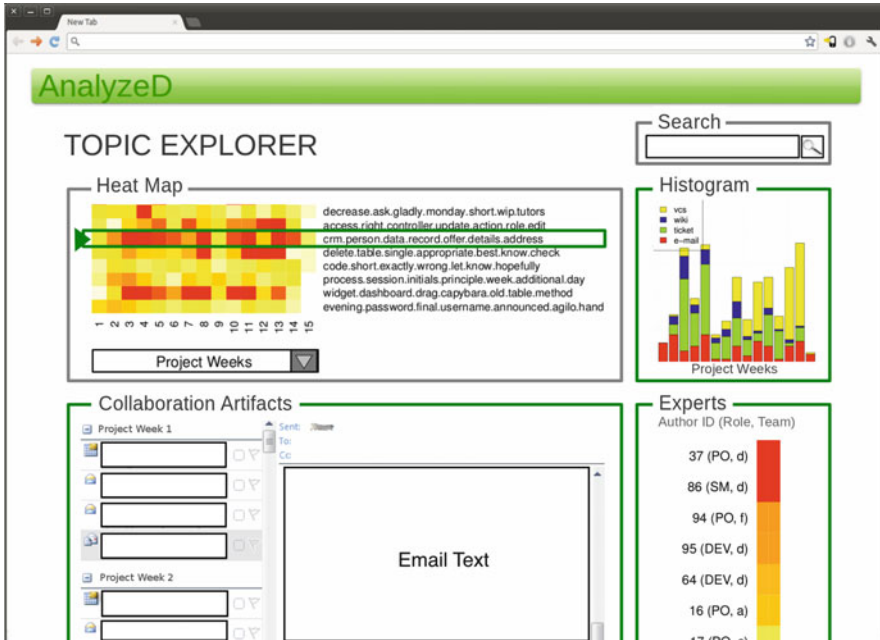 New Tab
AnalyzeD
TOPIC EXPLORER
Search
Heat Map
decrease.ask.gladly.monday.short.wip.tutors
access.right.controller.update.action.role.edit
crm.person.data.record.offer.details.address
delete.table.single.appropriate.best.know.check
code.short.exactly.wrong.let.know.hopefully
process.session.initials.principle.week.additional.day
widget.dashboard.drag.capybara.old.table.method
evening.password.final.username.announced.agilo.hand
1 2 3 4 5 6 7 8 9 10 11 12 13 14 15
Project Weeks
Histogram
vcs
wiki
ticket
e-mail
Project Weeks
Collaboration Artifacts
Project Week 1
Project Week 2
Sent:
To:
Cc:
Email Text
Experts
Author ID (Role, Team)
37 (PO, d)
86 (SM, d)
94 (PO, f)
95 (DEV, d)
64 (DEV, d)
16 (PO, a)